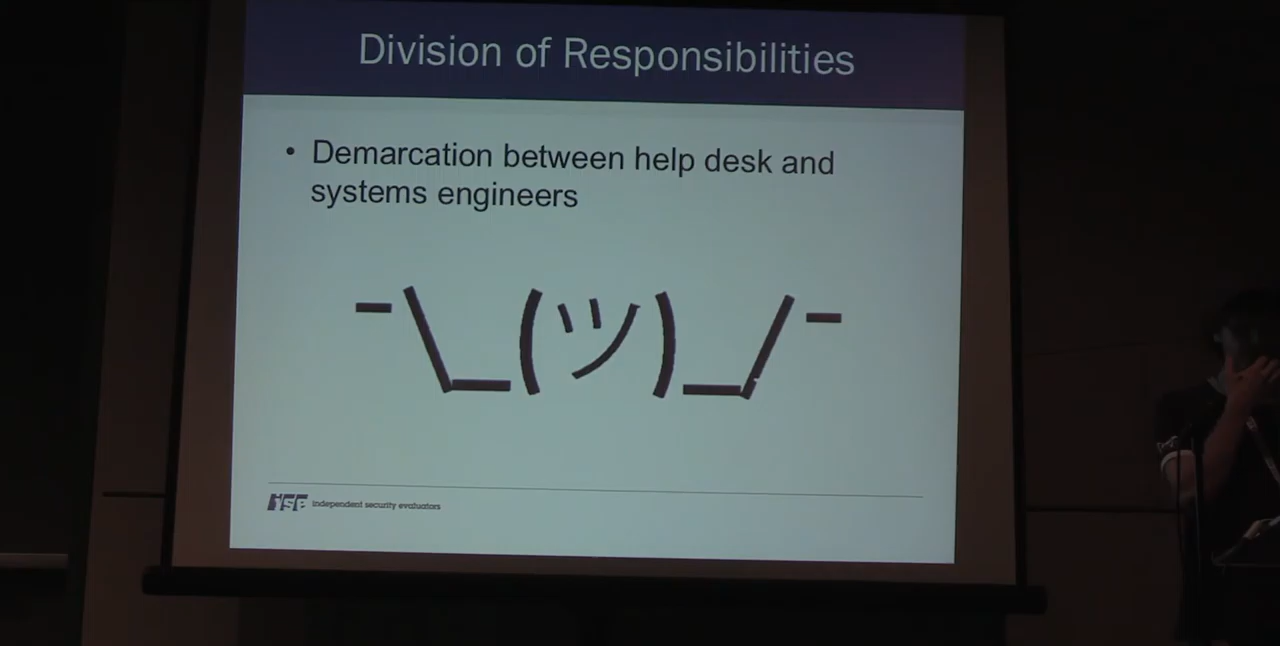 Division of Responsibilities
• Demarcation between help desk and
systems engineers
¯\_(ツ)_/¯
ise independent security evaluators